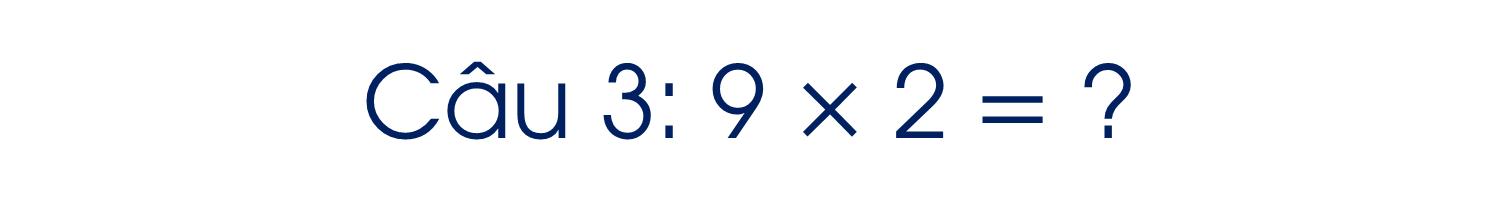 Câu 3: 9 × 2 = ?